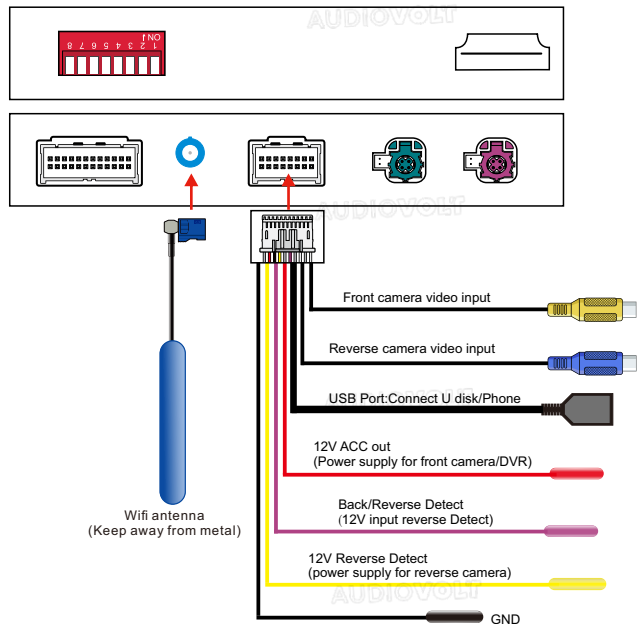 AUDIOVOLT
ON↓
8 7 6 5 4 3 2 1
AUDIOVOLT
Front camera video input
Reverse camera video input
USB Port:Connect U disk/Phone
12V ACC out
(Power supply for front camera/DVR)
Wifi antenna
(Keep away from metal)
Back/Reverse Detect
(12V input reverse Detect)
12V Reverse Detect
(power supply for reverse camera)
AUDIOVOLT
GND